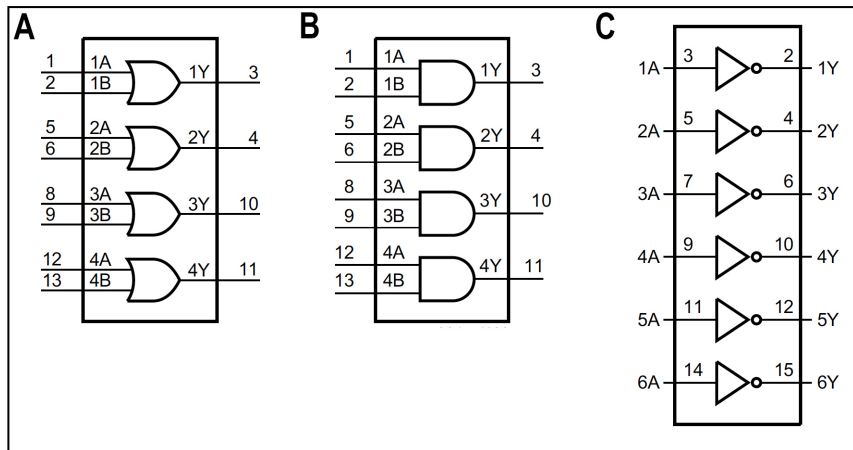 A
1 1A 1Y 3
2 1B
5 2A 2Y 4
6 2B
8 3A 3Y 10
9 3B
12 4A 4Y 11
13 4B
B
1 1A 1Y 3
2 1B
5 2A 2Y 4
6 2B
8 3A 3Y 10
9 3B
12 4A 4Y 11
13 4B
C
1A 3 2 1Y
2A 5 4 2Y
3A 7 6 3Y
4A 9 10 4Y
5A 11 12 5Y
6A 14 15 6Y